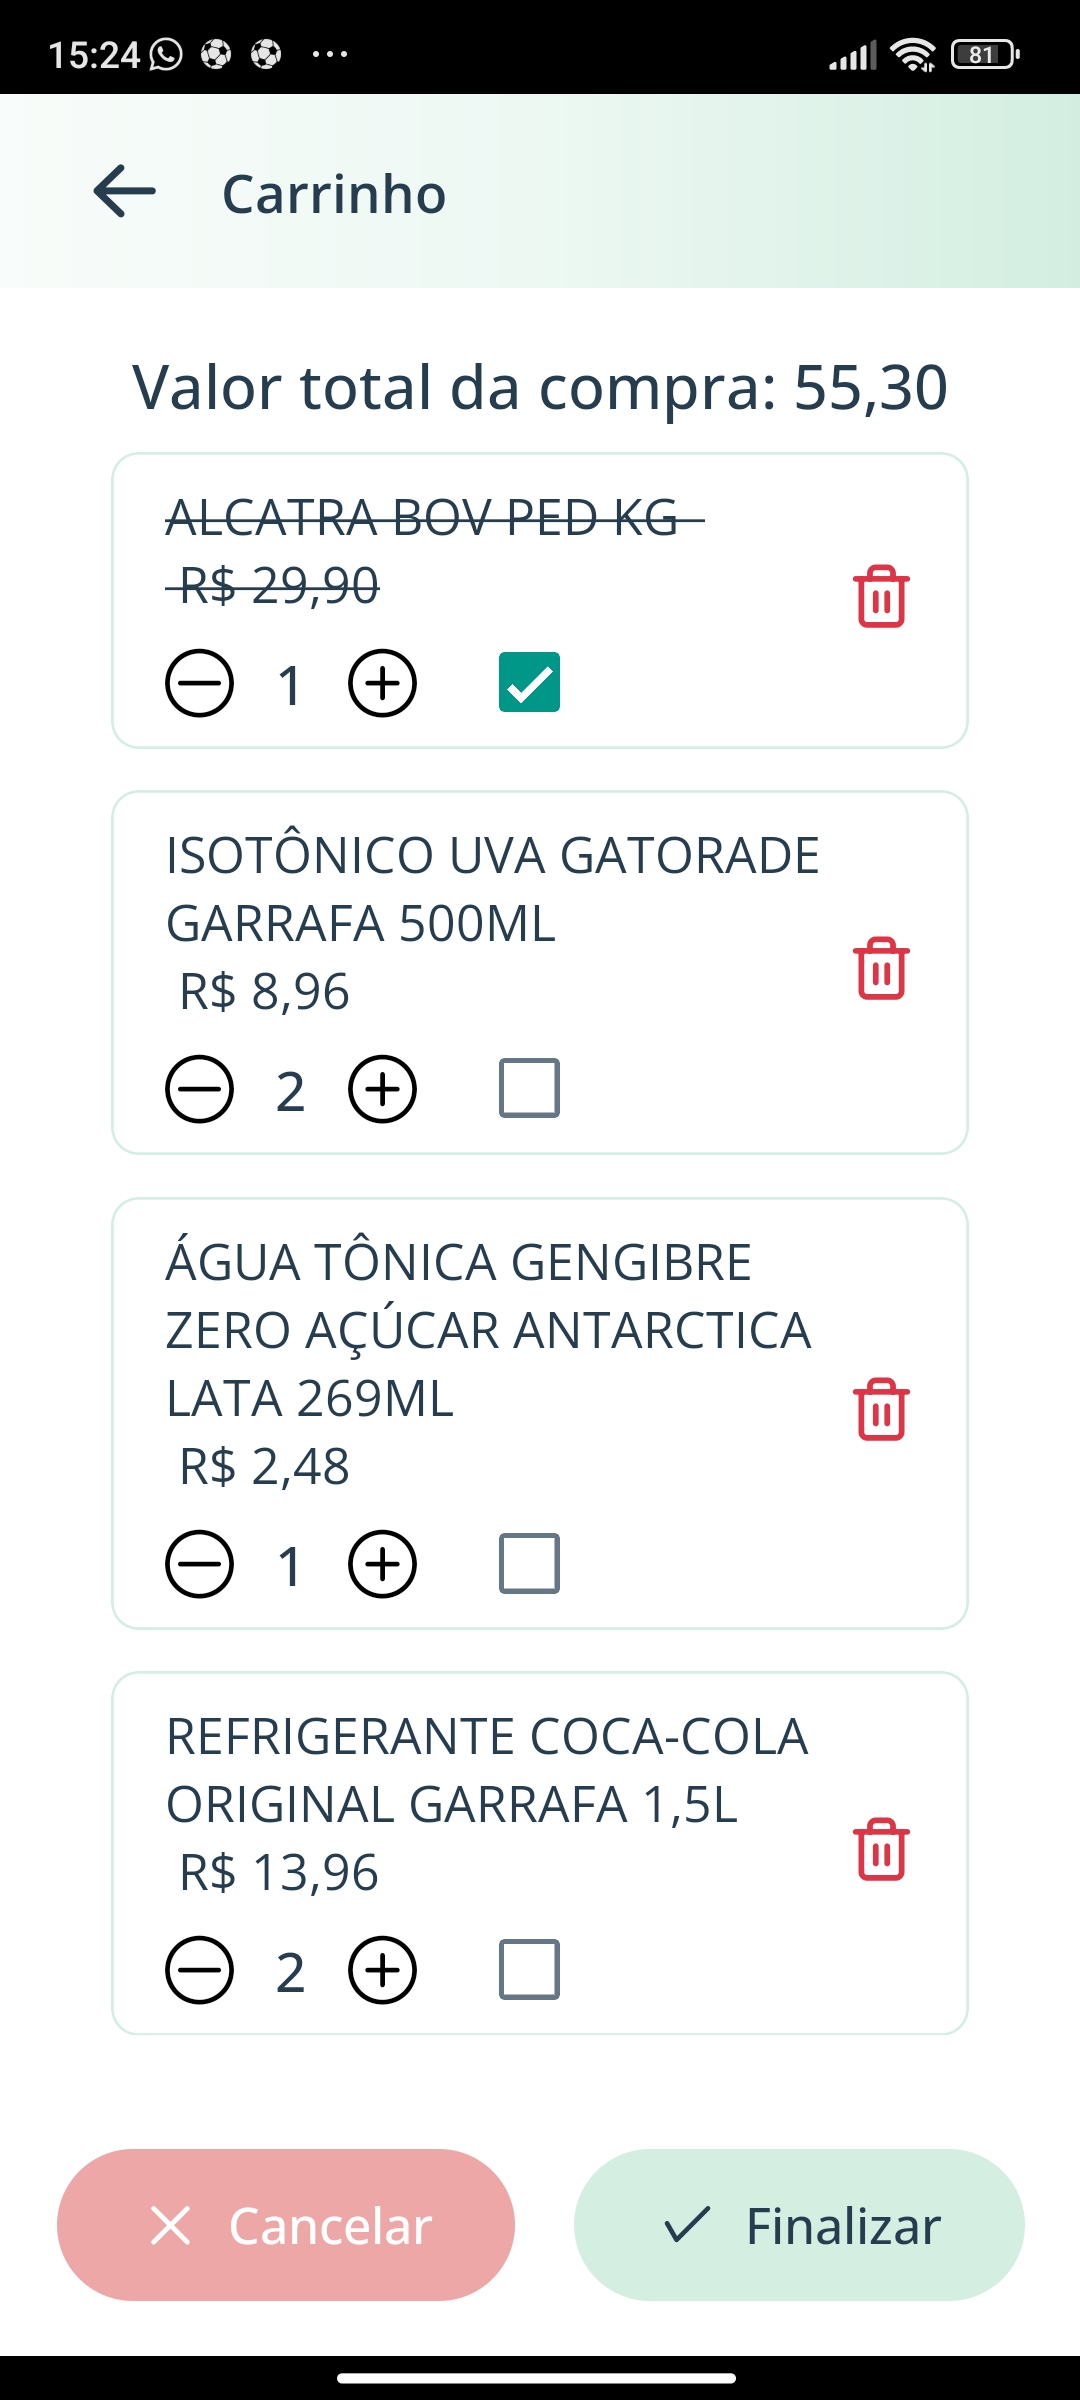 15:24
81
Carrinho
Valor total da compra: 55,30
ALCATRA BOV PED KG
R$ 29,90
1
ISOTÔNICO UVA GATORADE
GARRAFA 500ML
R$ 8,96
2
ÁGUA TÔNICA GENGIBRE
ZERO AÇÚCAR ANTARCTICA
LATA 269ML
R$ 2,48
1
REFRIGERANTE COCA-COLA
ORIGINAL GARRAFA 1,5L
R$ 13,96
2
Cancelar
Finalizar